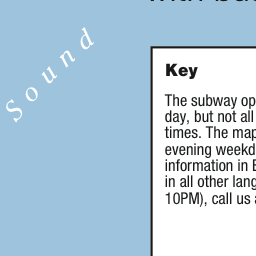 Sound
Key
The subway op
day, but not all
times. The map
evening weekd
information in E
in all other lang
10PM), call us